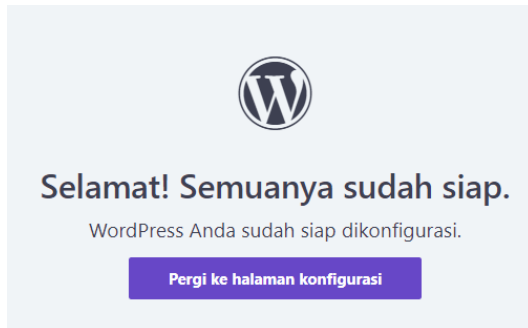 Selamat! Semuanya sudah siap.
WordPress Anda sudah siap dikonfigurasi.
Pergi ke halaman konfigurasi